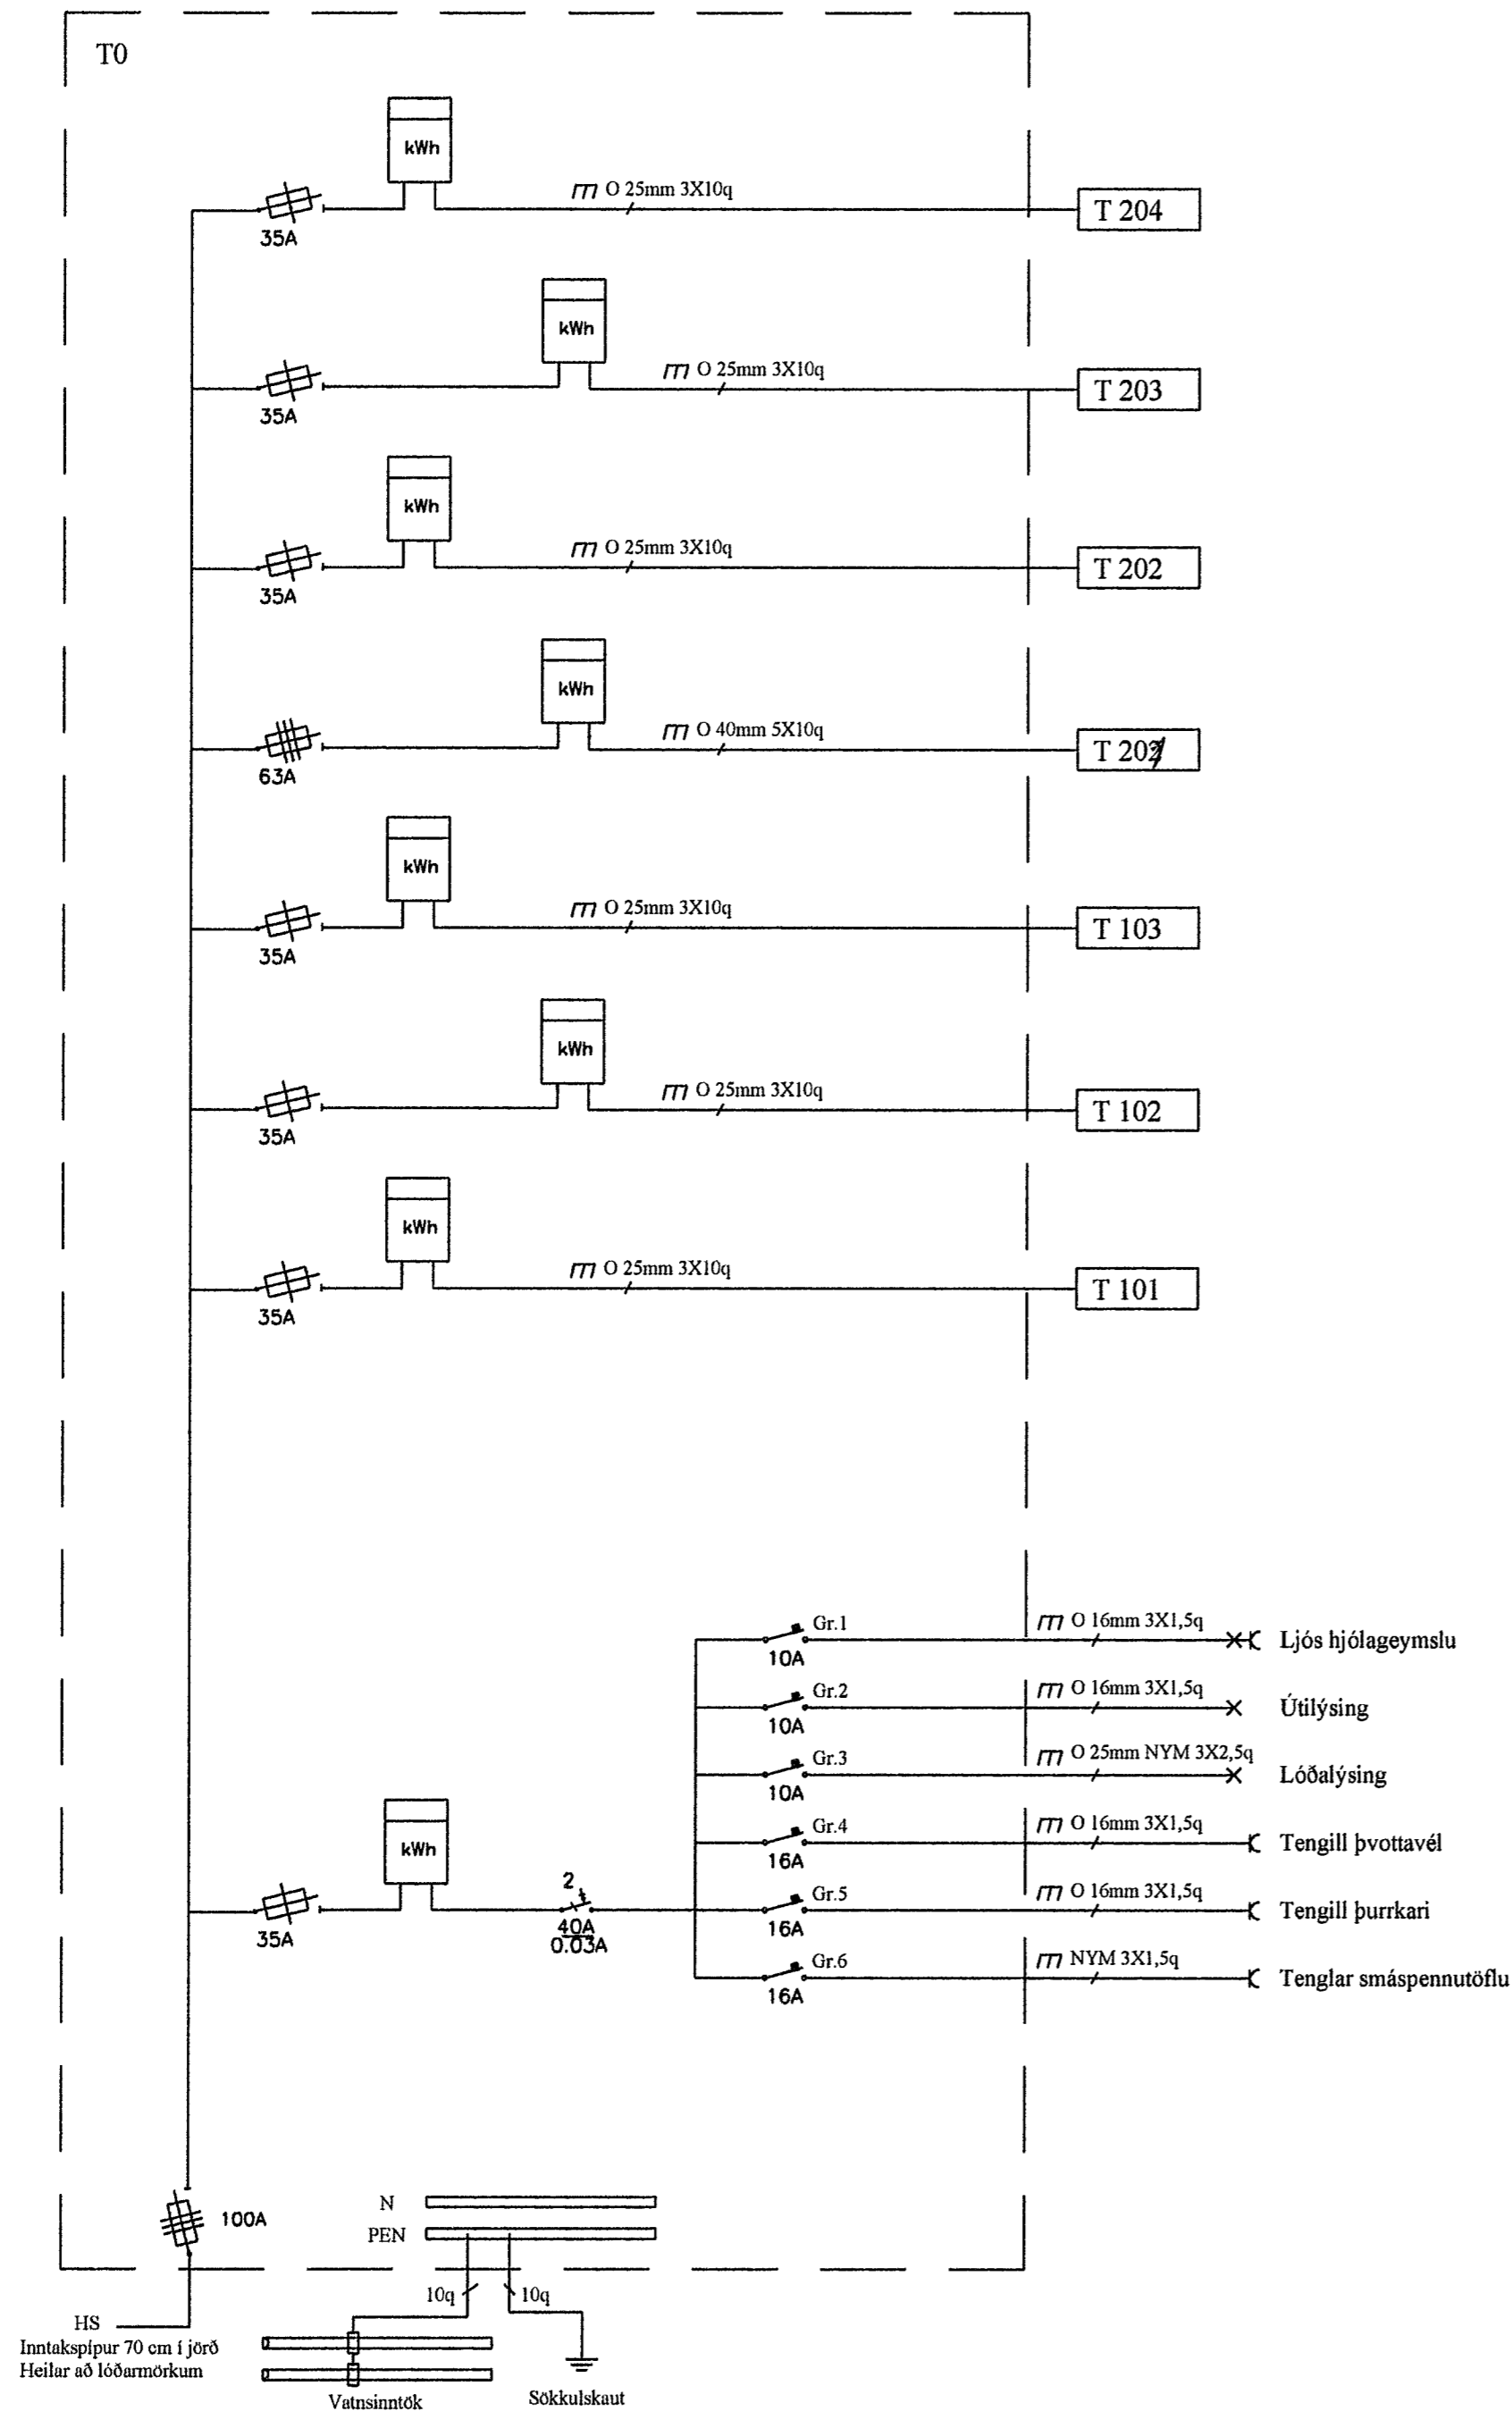 T0
kWh
O 25mm 3X10q
35A
T 204
kWh
O 25mm 3X10q
35A
T 203
kWh
O 25mm 3X10q
35A
T 202
kWh
O 40mm 5X10q
63A
T 201
kWh
O 25mm 3X10q
35A
T 103
kWh
O 25mm 3X10q
35A
T 102
kWh
O 25mm 3X10q
35A
T 101
Gr.1
10A
O 16mm 3X1,5q
Ljós hjólageymslu
Gr.2
10A
O 16mm 3X1,5q
Útilýsing
Gr.3
10A
O 25mm NYM 3X2,5q
Lóðalýsing
Gr.4
16A
O 16mm 3X1,5q
Tengill þvottavél
kWh
35A
2
40A
0.03A
Gr.5
16A
O 16mm 3X1,5q
Tengill þurrkari
Gr.6
16A
NYM 3X1,5q
Tenglar smáspennutöflu
100A
N
PEN
10q
10q
HS
Inntakspípur 70 cm í jörð
Heilar að lóðarmörkum
Vatnsinntök
Sökkulskaut